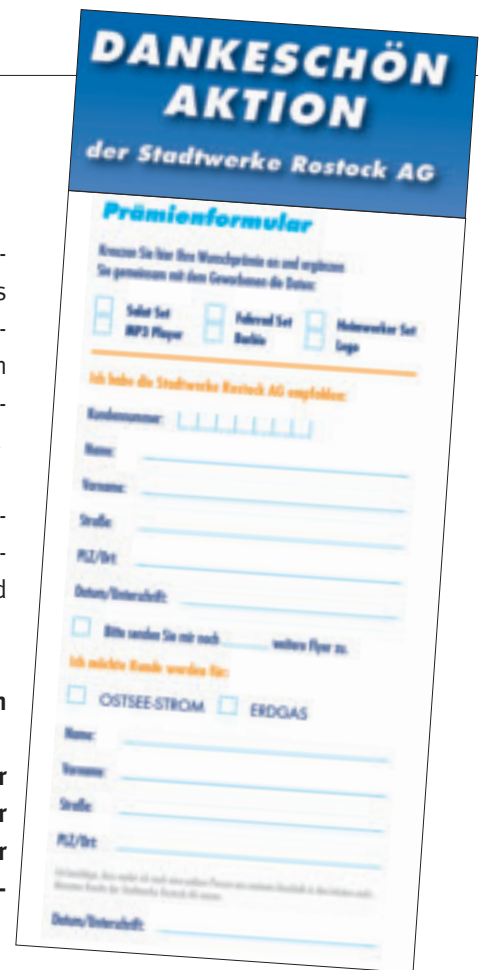 DANKESCHÖN
AKTION
der Stadtwerke Rostock AG
Prämienformular
Kreuzen Sie hier Ihre Wunschprämie an und ergänzen
Sie gemeinsam mit dem Geworbenen die Daten:
Salat Set Fahrrad Set Heimwerker Set
MP3 Player Barbie Lego
Ich habe die Stadtwerke Rostock AG empfohlen:
Kundennummer:
Name:
Vorname:
Straße:
PLZ/Ort:
Datum/Unterschrift:
Bitte senden Sie mir noch weitere Flyer zu.
Ich möchte Kunde werden für:
OSTSEE-STROM ERDGAS
Name:
Vorname:
Straße:
PLZ/Ort:
Datum/Unterschrift: